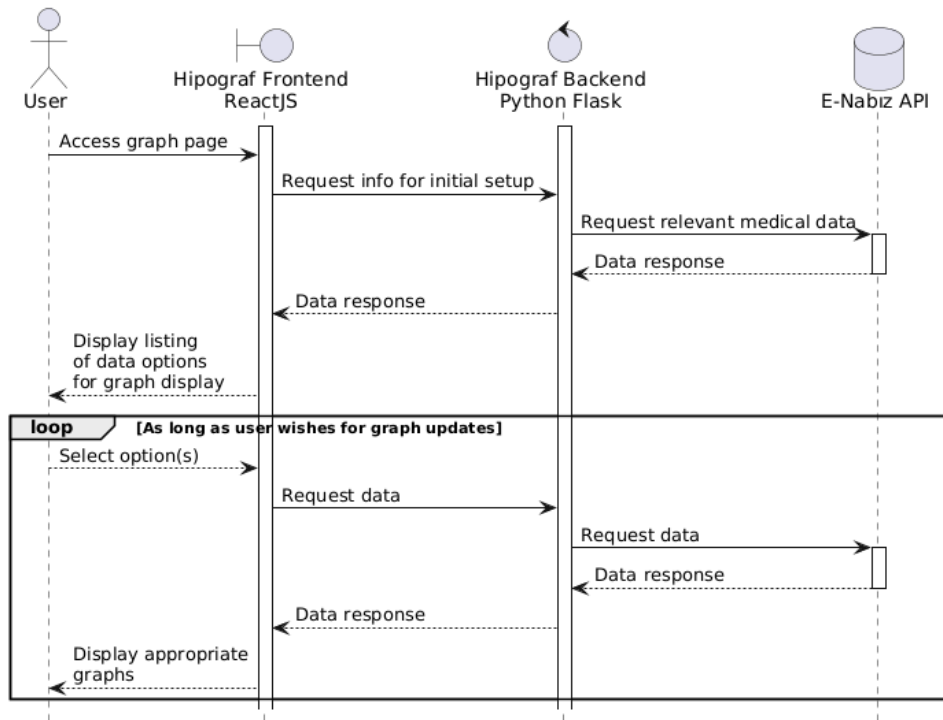 User
Hipograf Frontend
ReactJS
Hipograf Backend
Python Flask
E-Nabız API
Access graph page
Request info for initial setup
Request relevant medical data
Data response
Data response
Display listing
of data options
for graph display
loop
[As long as user wishes for graph updates]
Select option(s)
Request data
Request data
Data response
Data response
Display appropriate
graphs